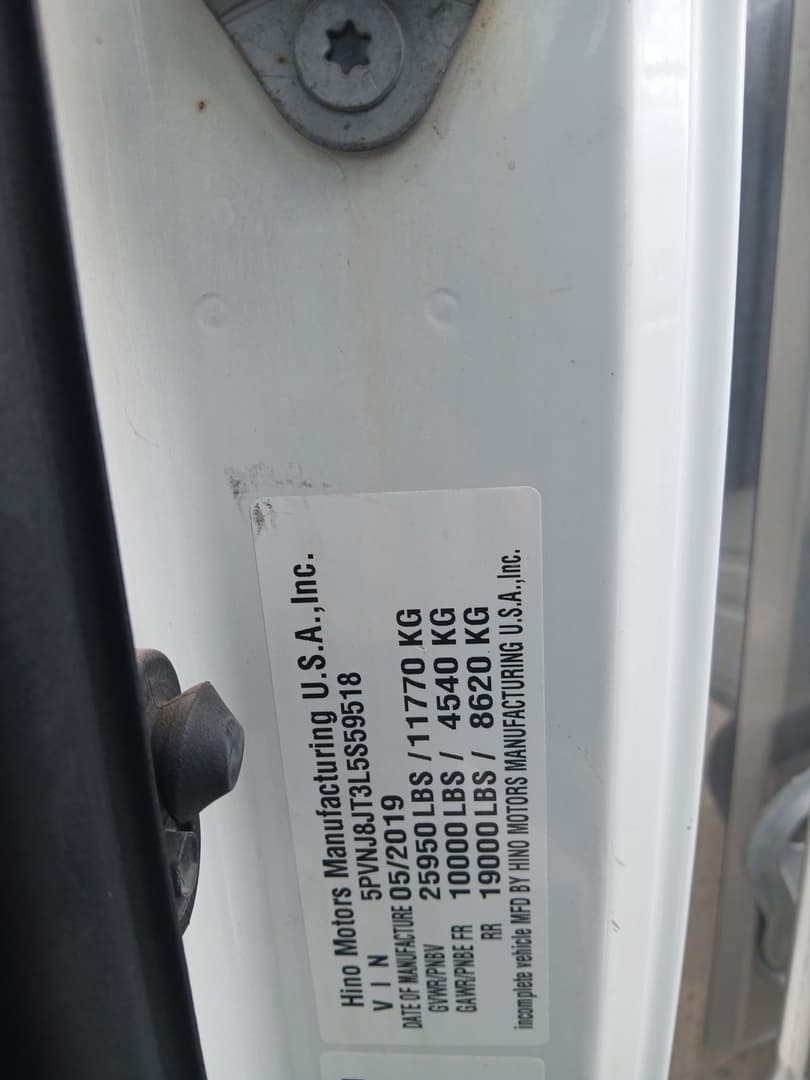 Hino Motors Manufacturing U.S.A.,Inc.
VIN 5PVNJ8JT3L5S59518
DATE OF MANUFACTURE 05/2019
GVWR/PNBV 25950 LBS / 11770 KG
GAWR/PNBE FR 10000 LBS / 4540 KG
RR 19000 LBS / 8620 KG
incomplete vehicle MFD BY HINO MOTORS MANUFACTURING U.S.A.,Inc.